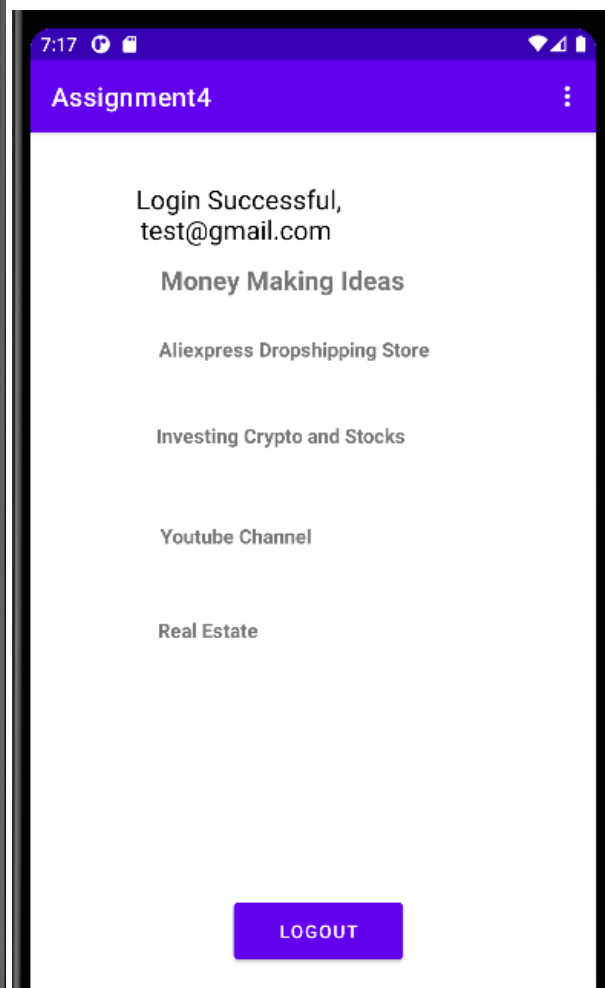 7:17
Assignment4
Login Successful,
test@gmail.com
Money Making Ideas
Aliexpress Dropshipping Store
Investing Crypto and Stocks
Youtube Channel
Real Estate
LOGOUT